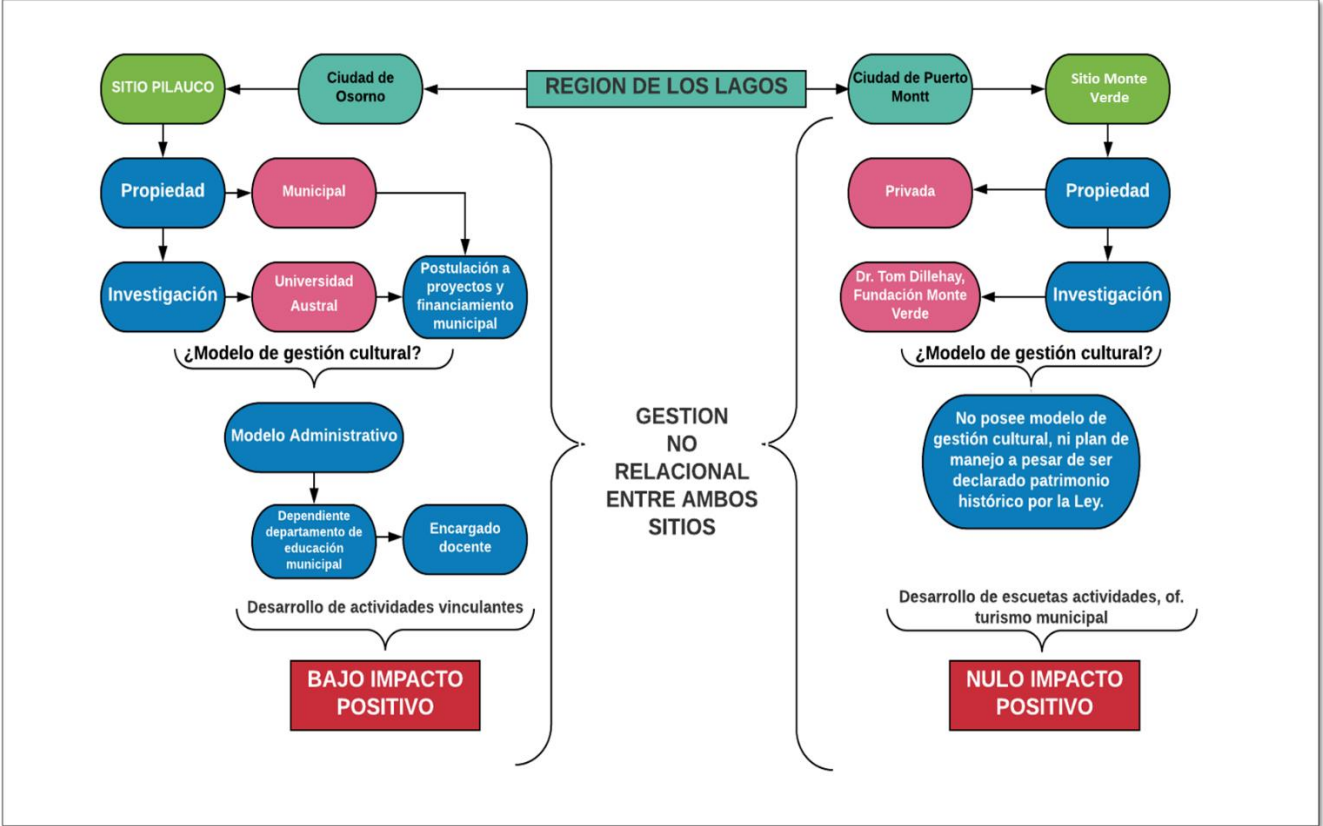 REGION DE LOS LAGOS
Ciudad de
Osorno
SITIO PILAUCO
Propiedad
Municipal
Investigación
Universidad
Austral
Postulación a
proyectos y
financiamiento
municipal
¿Modelo de gestión cultural?
Modelo Administrativo
Dependiente
departamento de
educación
municipal
Encargado
docente
Desarrollo de actividades vinculantes
BAJO IMPACTO
POSITIVO
GESTION
NO
RELACIONAL
ENTRE AMBOS
SITIOS
Ciudad de Puerto
Montt
Sitio Monte
Verde
Privada
Propiedad
Dr. Tom Dillehay,
Fundación Monte
Verde
Investigación
¿Modelo de gestión cultural?
No posee modelo de
gestión cultural, ni plan de
manejo a pesar de ser
declarado patrimonio
histórico por la Ley.
Desarrollo de escuetas actividades, of.
turismo municipal
NULO IMPACTO
POSITIVO